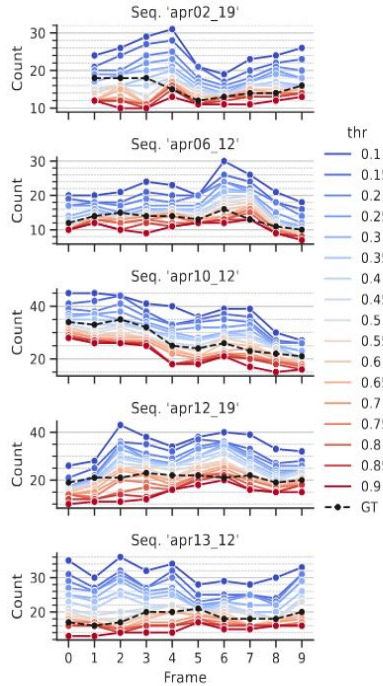 Seq. 'apr02_19'
30
20
10
Count
Seq. 'apr06_12'
30
20
10
Count
Seq. 'apr10_12'
40
20
Count
Seq. 'apr12_19'
40
20
Count
Seq. 'apr13_12'
30
20
Count
0 1 2 3 4 5 6 7 8 9
Frame
thr
0.1
0.15
0.2
0.25
0.3
0.35
0.4
0.45
0.5
0.55
0.6
0.65
0.7
0.75
0.8
0.85
0.9
GT